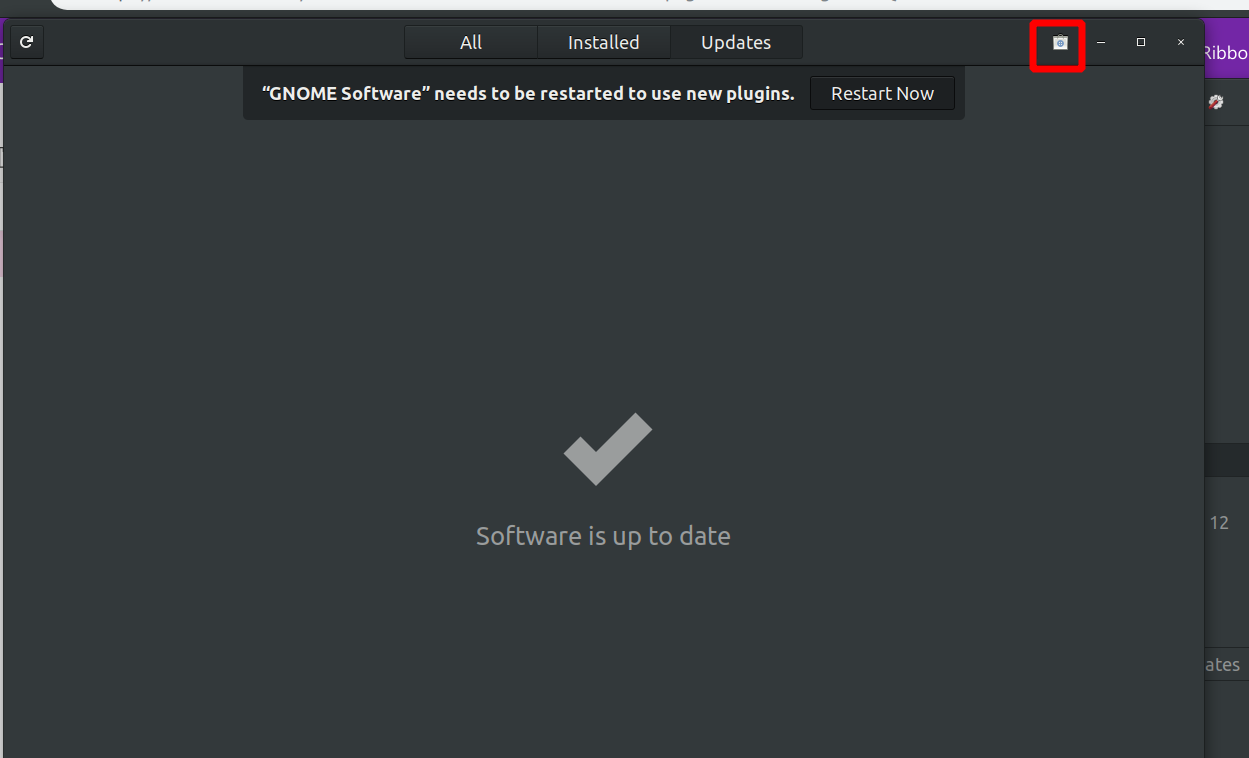 All
Installed
Updates
Ribbo
“GNOME Software” needs to be restarted to use new plugins.
Restart Now
Software is up to date
12
ates